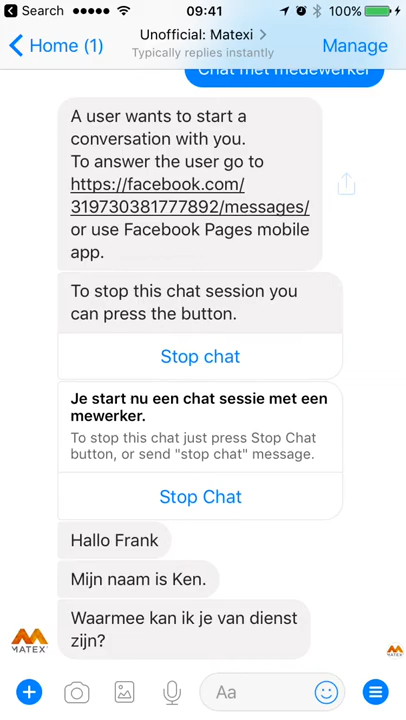 Search
09:41
100%
Home (1)
Unofficial: Matexi
Typically replies instantly
Manage
Chat met medewerker
A user wants to start a
conversation with you.
To answer the user go to
https://facebook.com/
319730381777892/messages/
or use Facebook Pages mobile
app.
To stop this chat session you
can press the button.
Stop chat
Je start nu een chat sessie met een
mewerker.
To stop this chat just press Stop Chat
button, or send "stop chat" message.
Stop Chat
Hallo Frank
Mijn naam is Ken.
Waarmee kan ik je van dienst
zijn?
MATEXI
MATEXI
Aa